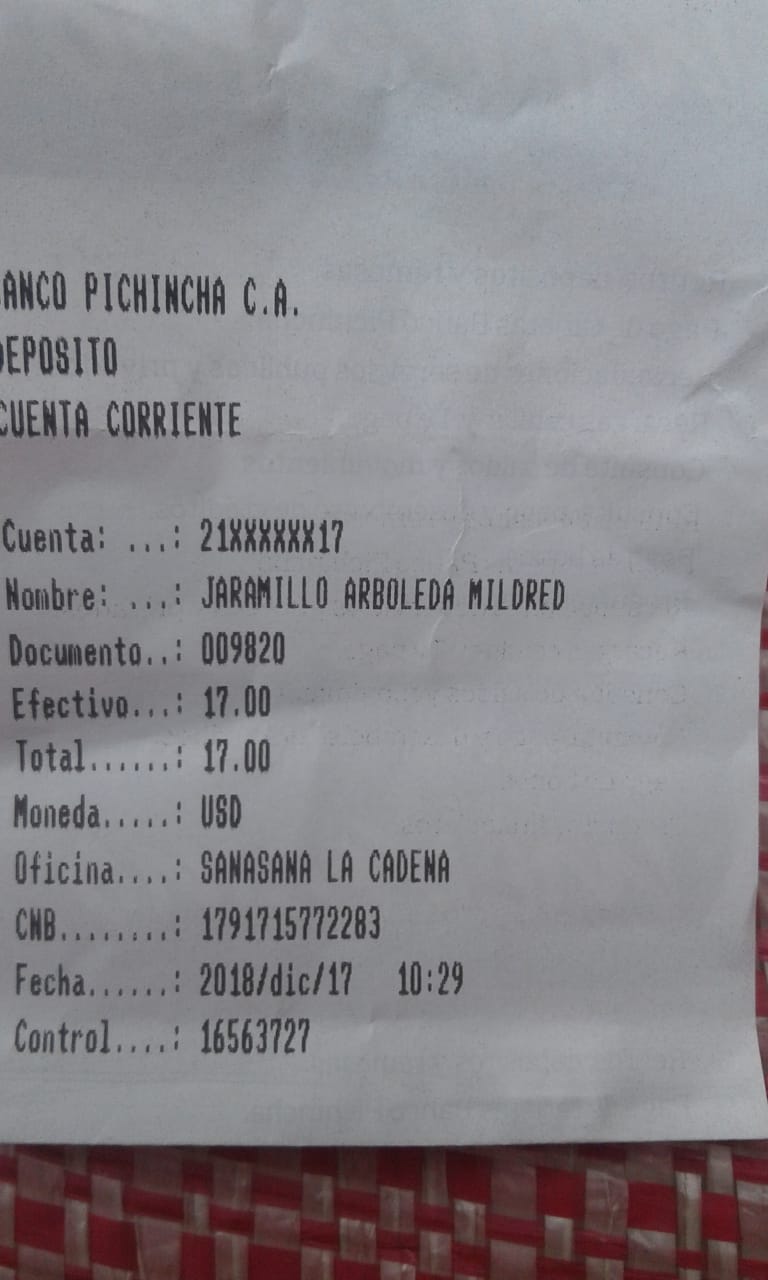 ANCO PICHINCHA C.A.
DEPOSITO
CUENTA CORRIENTE
Cuenta: ...: 21XXXXXX17
Nombre: ...: JARAMILLO ARBOLEDA MILDRED
Documento..: 009820
Efectivo...: 17.00
Total......: 17.00
Moneda.....: USD
Oficina....: SANASANA LA CADENA
CNB........: 1791715772283
Fecha......: 2018/dic/17 10:29
Control....: 16563727